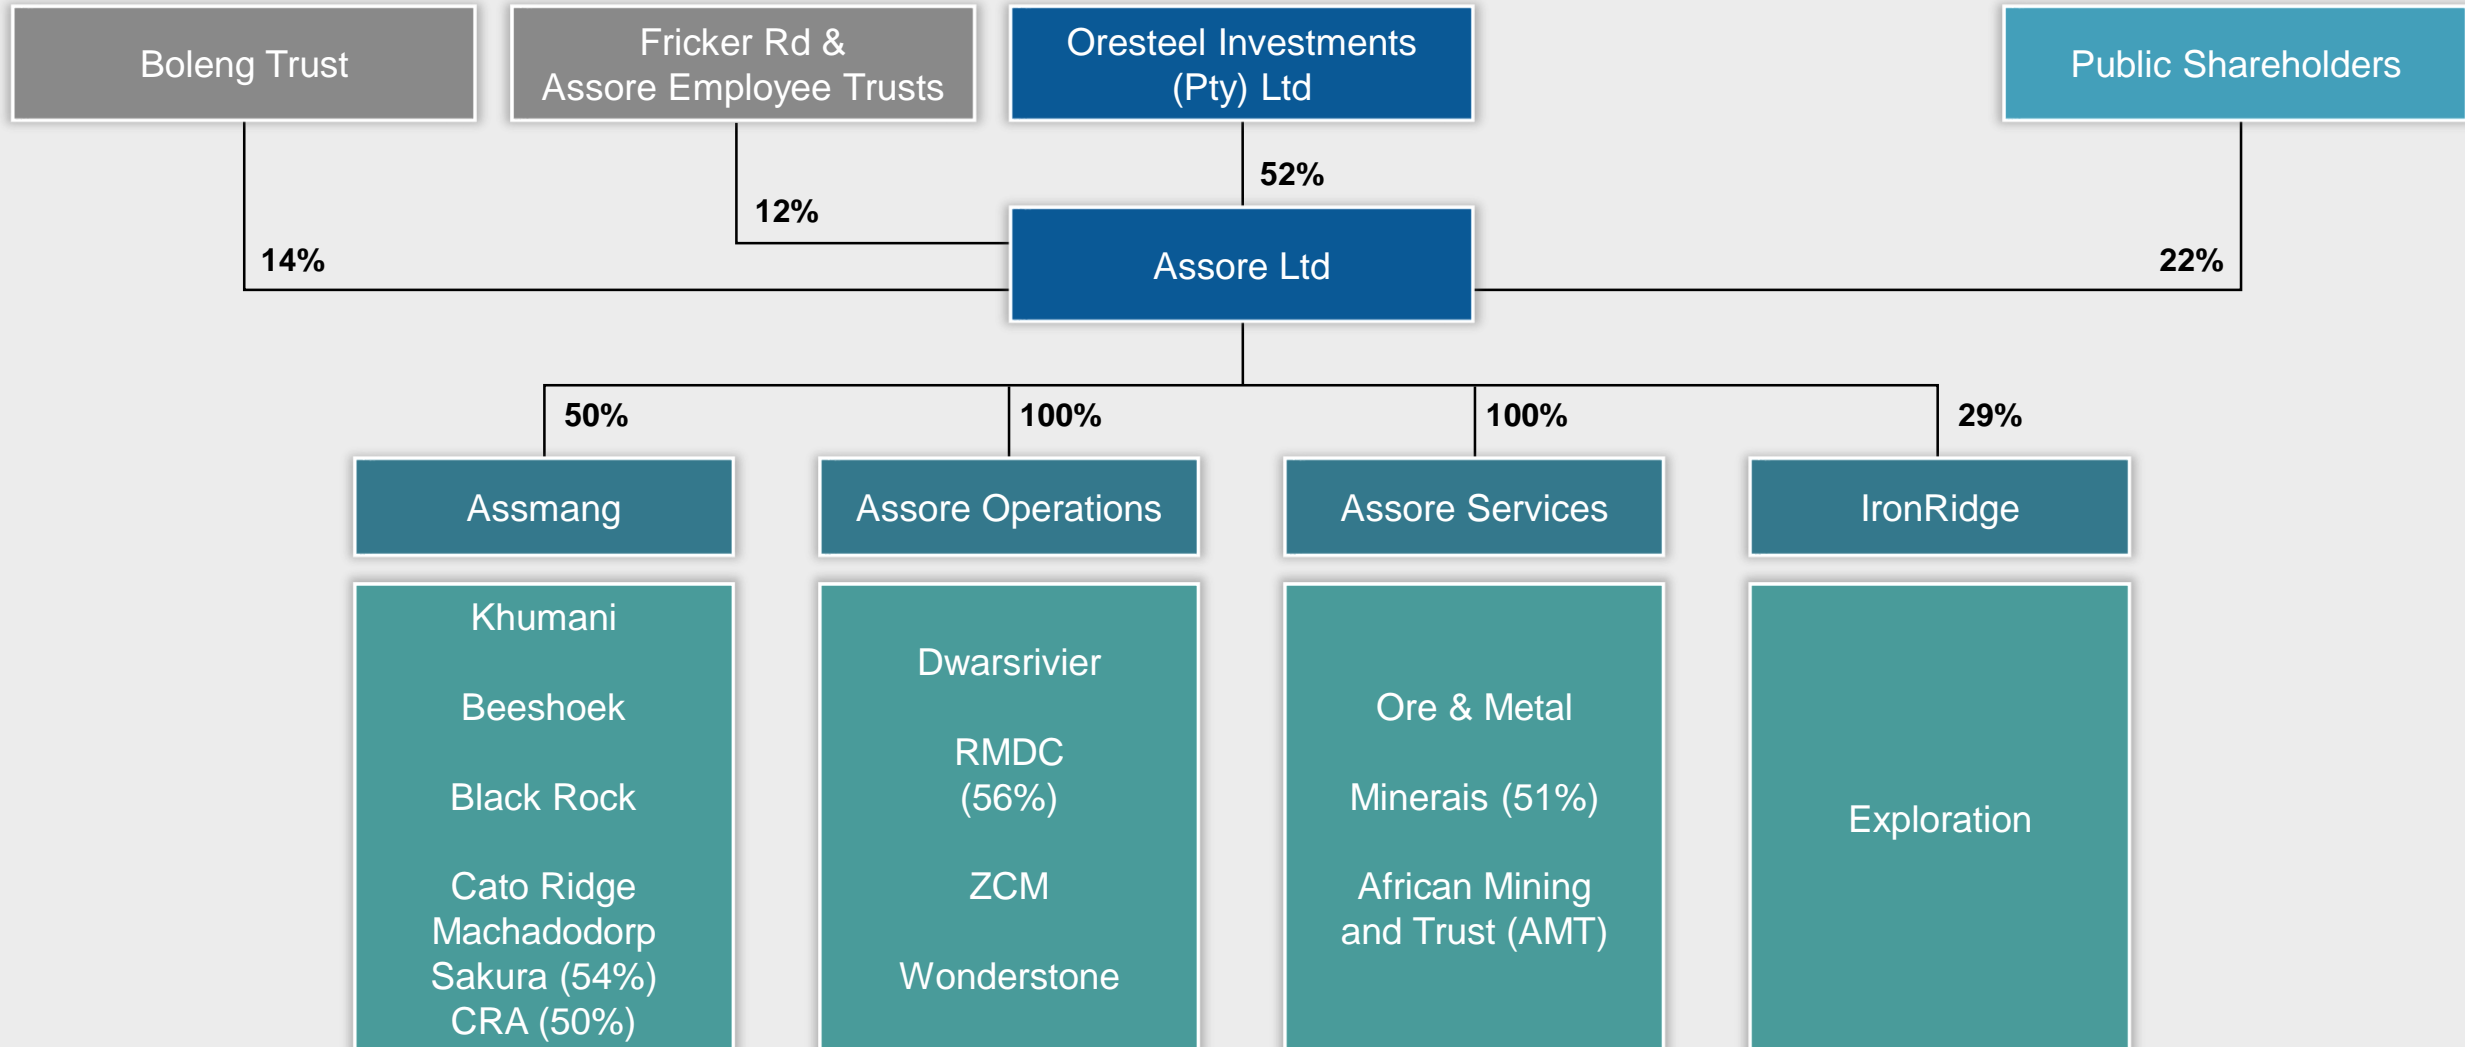 Boleng Trust
Fricker Rd &
Assore Employee Trusts
Oresteel Investments
(Pty) Ltd
Public Shareholders
52%
12%
14%
22%
Assore Ltd
50%
100%
100%
29%
Assmang
Assore Operations
Assore Services
IronRidge
Khumani
Beeshoek
Black Rock
Cato Ridge
Machadodorp
Sakura (54%)
CRA (50%)
Dwarsrivier
RMDC
(56%)
ZCM
Wonderstone
Ore & Metal
Minerais (51%)
African Mining
and Trust (AMT)
Exploration